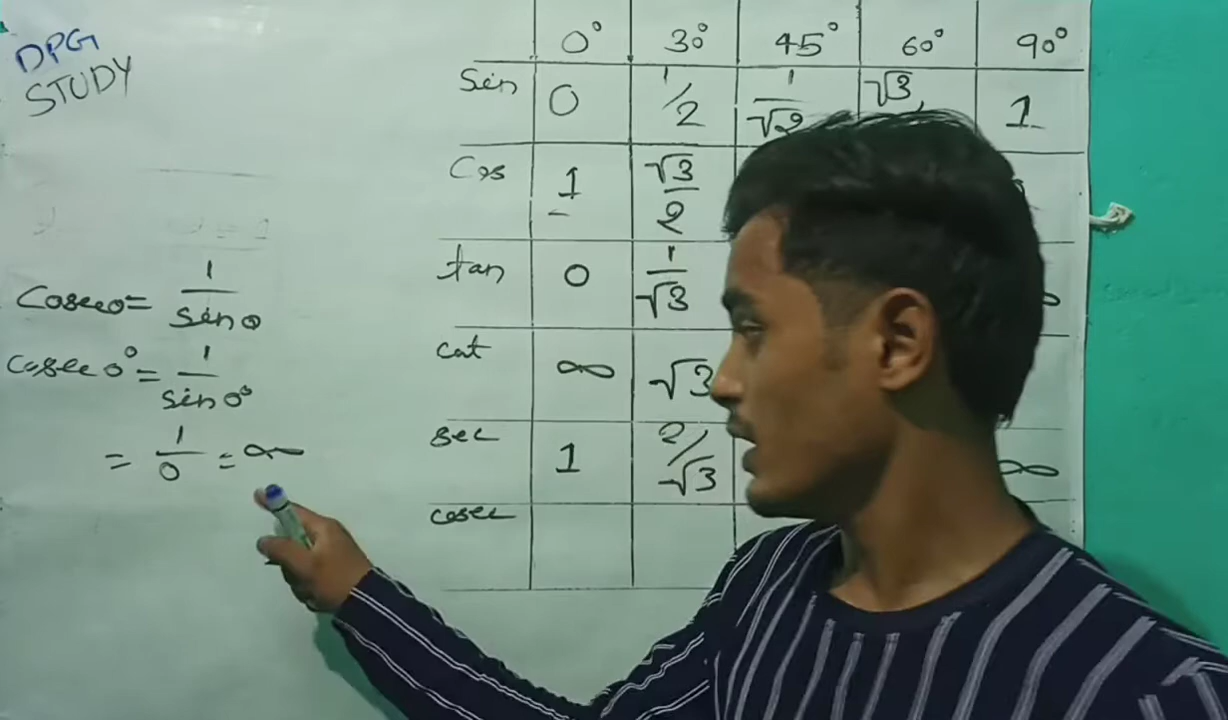 DPG
STUDY
0° 30° 45° 60° 90°
Sin 0 1/2 1/√2 √3 1
Cos 1 √3/2
tan 0 1/√3
cat ∞ √3
sec 1 2/√3 ∞
cosec
Cosecθ = 1/sinθ
cosec 0° = 1/sin 0°
= 1/0 = ∞